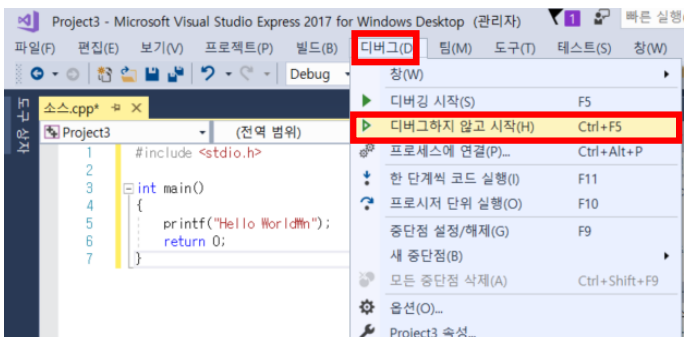 Project3 - Microsoft Visual Studio Express 2017 for Windows Desktop (관리자) 1 빠른 실행
파일(F) 편집(E) 보기(V) 프로젝트(P) 빌드(B) 디버그(D) 팀(M) 도구(T) 테스트(S) 창(W)
Debug
창(W)
디버깅 시작(S) F5
디버그하지 않고 시작(H) Ctrl+F5
프로세스에 연결(P)... Ctrl+Alt+P
한 단계씩 코드 실행(I) F11
프로시저 단위 실행(O) F10
중단점 설정/해제(G) F9
새 중단점(B)
모든 중단점 삭제(A) Ctrl+Shift+F9
옵션(O)...
Project3 속성...
도구 상자
소스.cpp*
Project3 (전역 범위)
1 #include <stdio.h>
2
3 int main()
4 {
5 printf("Hello World₩n");
6 return 0;
7 }